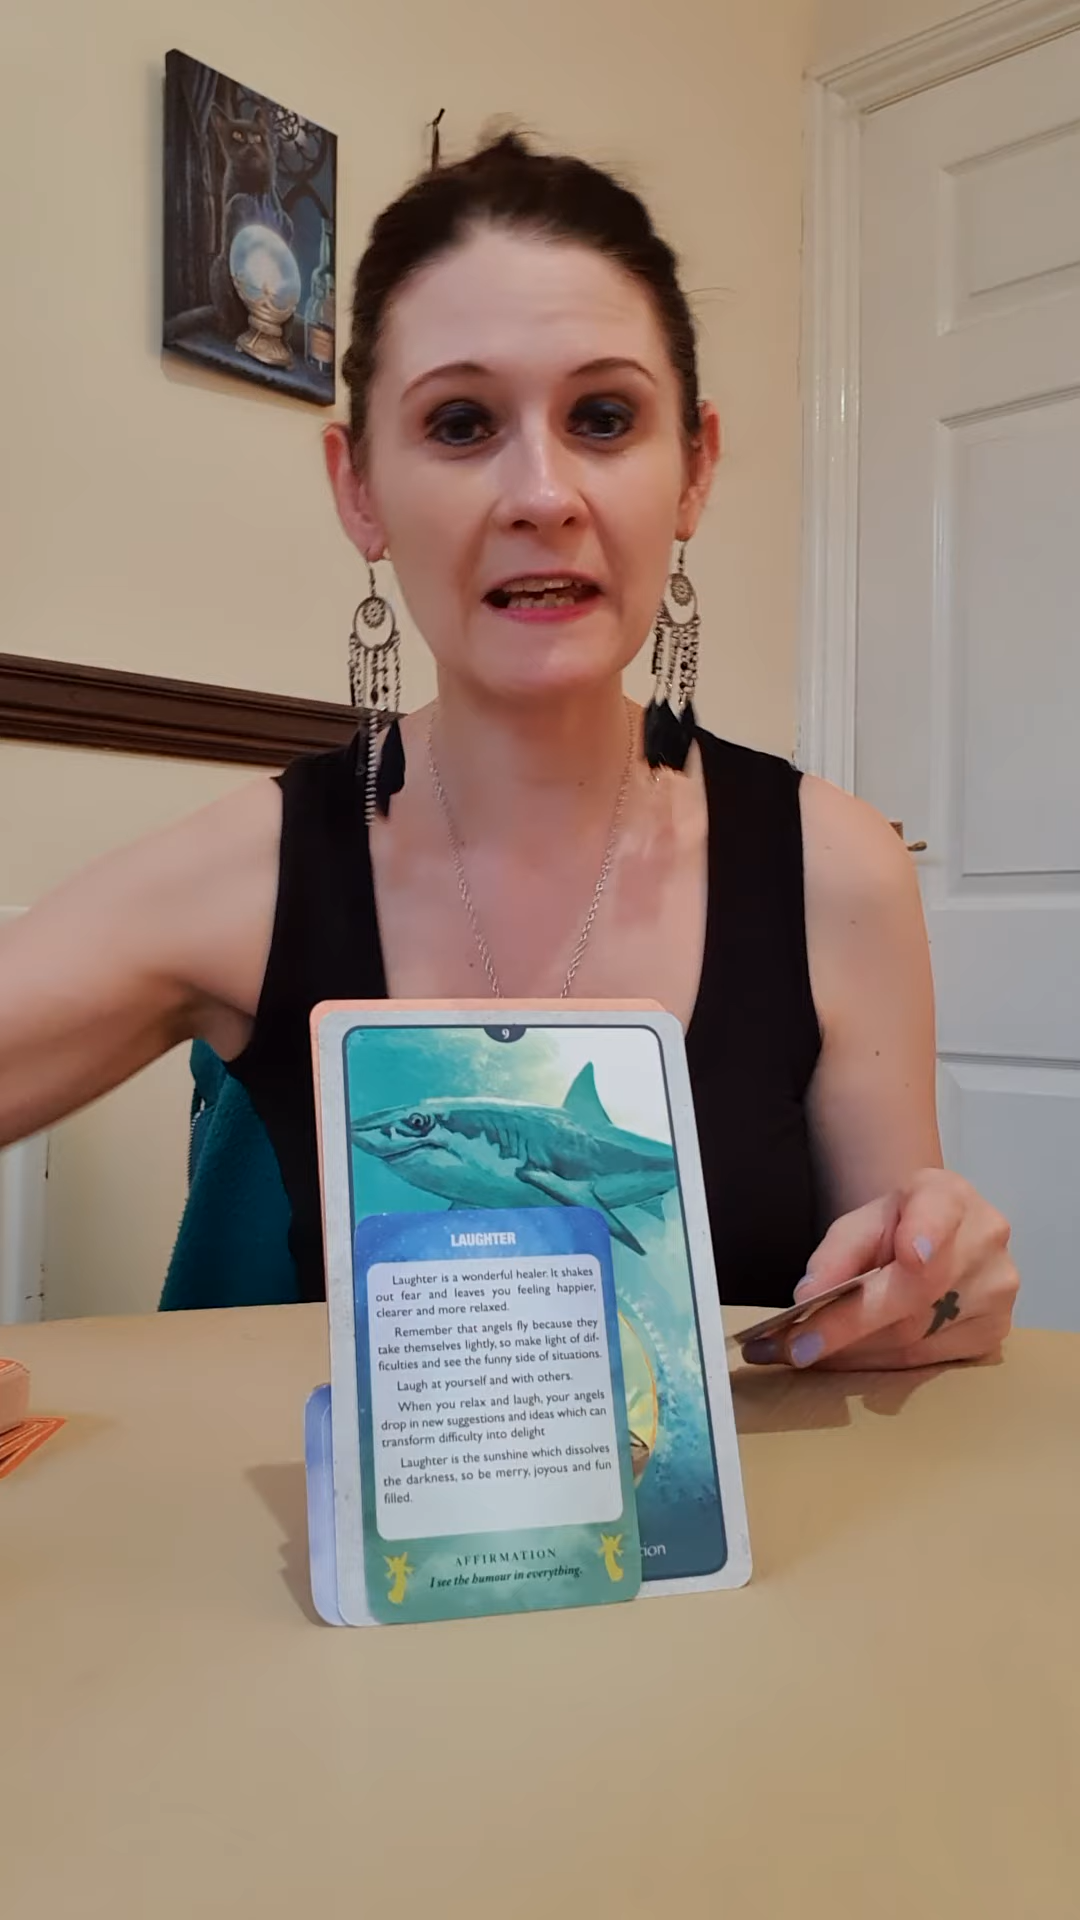 9
LAUGHTER
Laughter is a wonderful healer. It shakes
out fear and leaves you feeling happier,
clearer and more relaxed.
Remember that angels fly because they
take themselves lightly, so make light of dif-
ficulties and see the funny side of situations.
Laugh at yourself and with others.
When you relax and laugh, your angels
drop in new suggestions and ideas which can
transform difficulty into delight
Laughter is the sunshine which dissolves
the darkness, so be merry, joyous and fun
filled.
AFFIRMATION
I see the humour in everything.